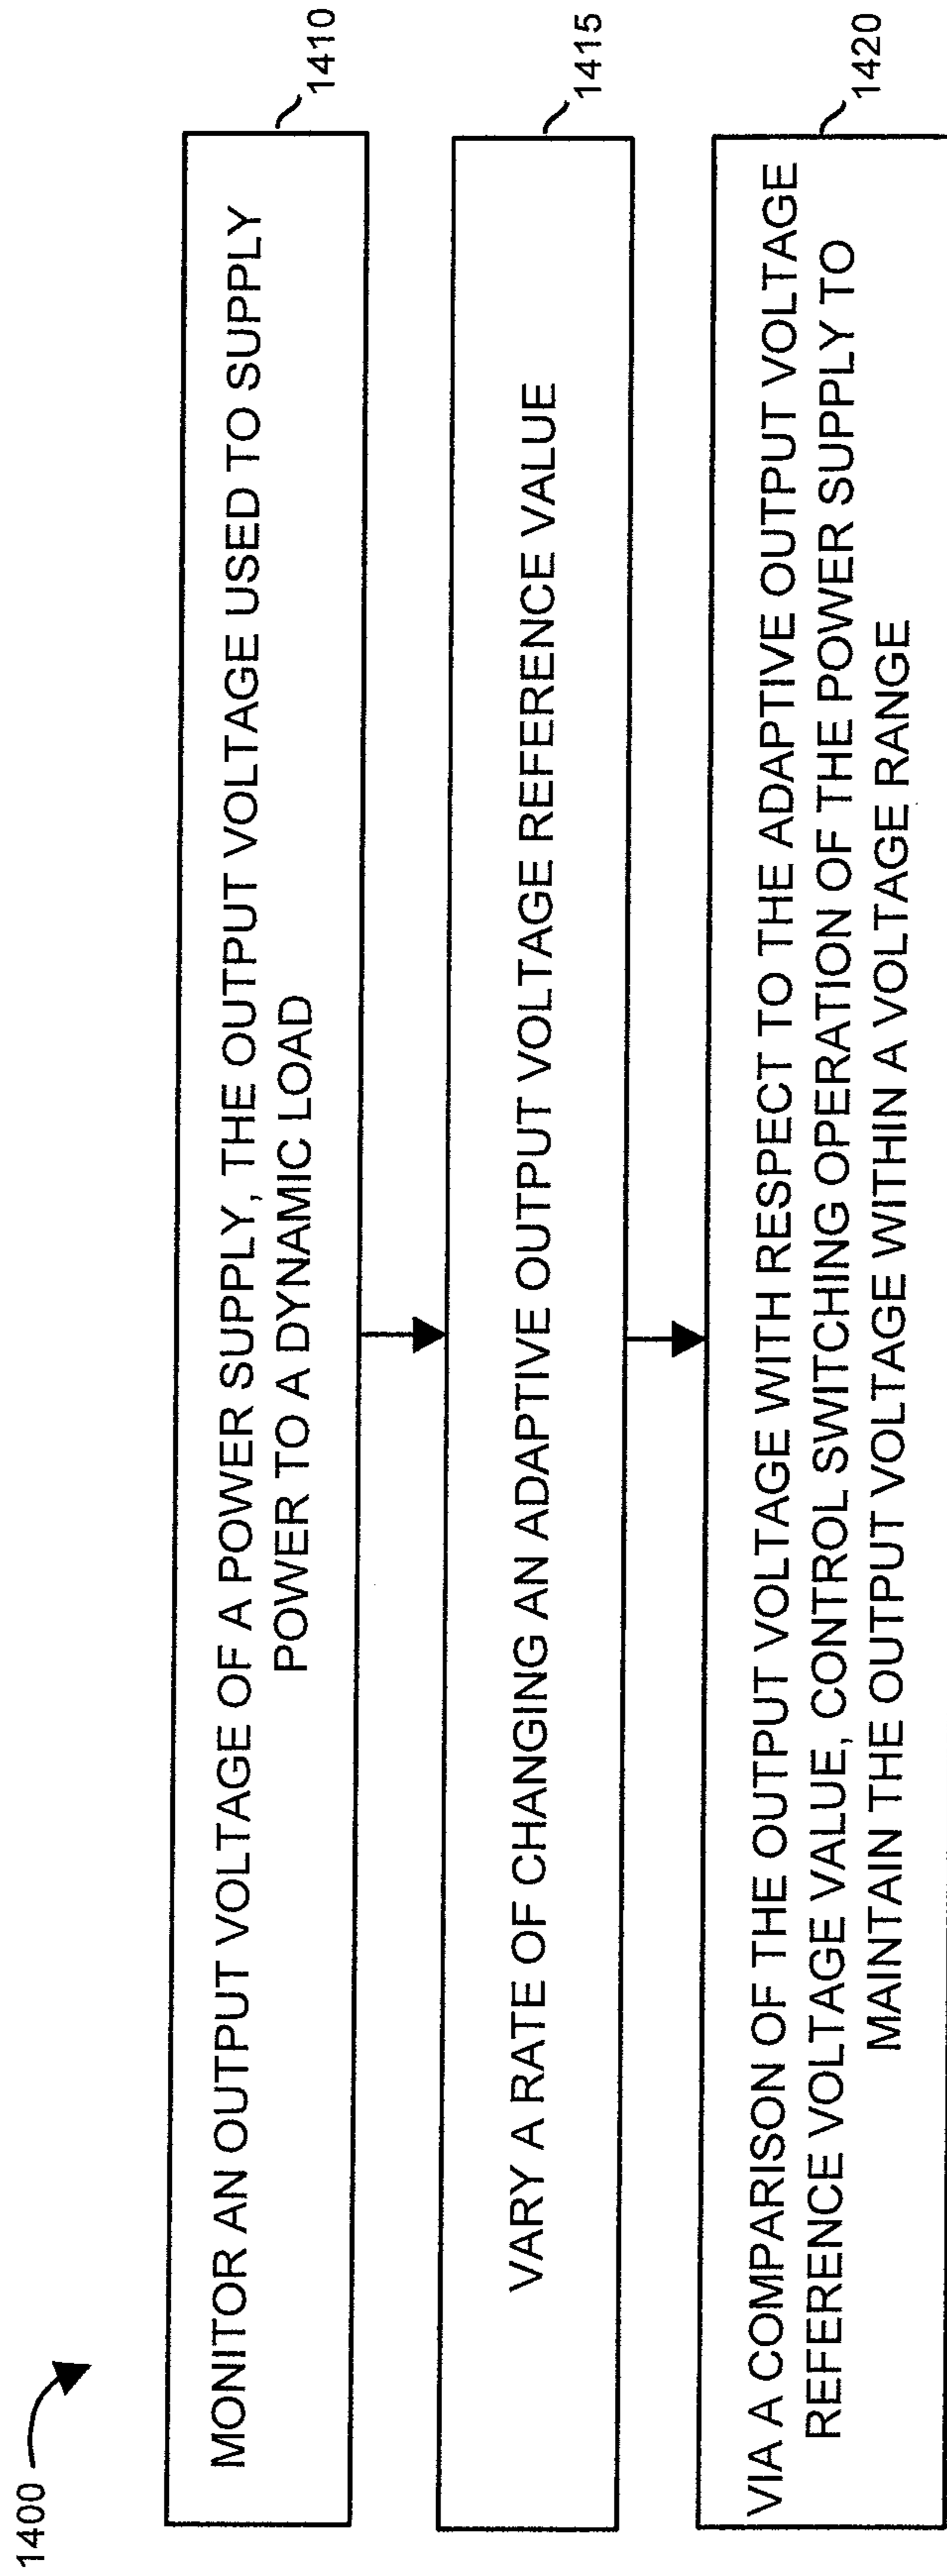 1400
MONITOR AN OUTPUT VOLTAGE OF A POWER SUPPLY, THE OUTPUT VOLTAGE USED TO SUPPLY
POWER TO A DYNAMIC LOAD
1410
VARY A RATE OF CHANGING AN ADAPTIVE OUTPUT VOLTAGE REFERENCE VALUE
1415
VIA A COMPARISON OF THE OUTPUT VOLTAGE WITH RESPECT TO THE ADAPTIVE OUTPUT VOLTAGE
REFERENCE VOLTAGE VALUE, CONTROL SWITCHING OPERATION OF THE POWER SUPPLY TO
MAINTAIN THE OUTPUT VOLTAGE WITHIN A VOLTAGE RANGE
1420